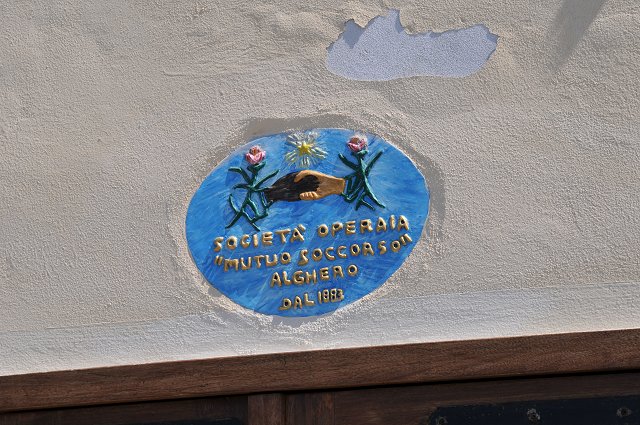 SOCIETÀ OPERAIA
"MUTUO SOCCORSO"
ALGHERO
DAL 1883